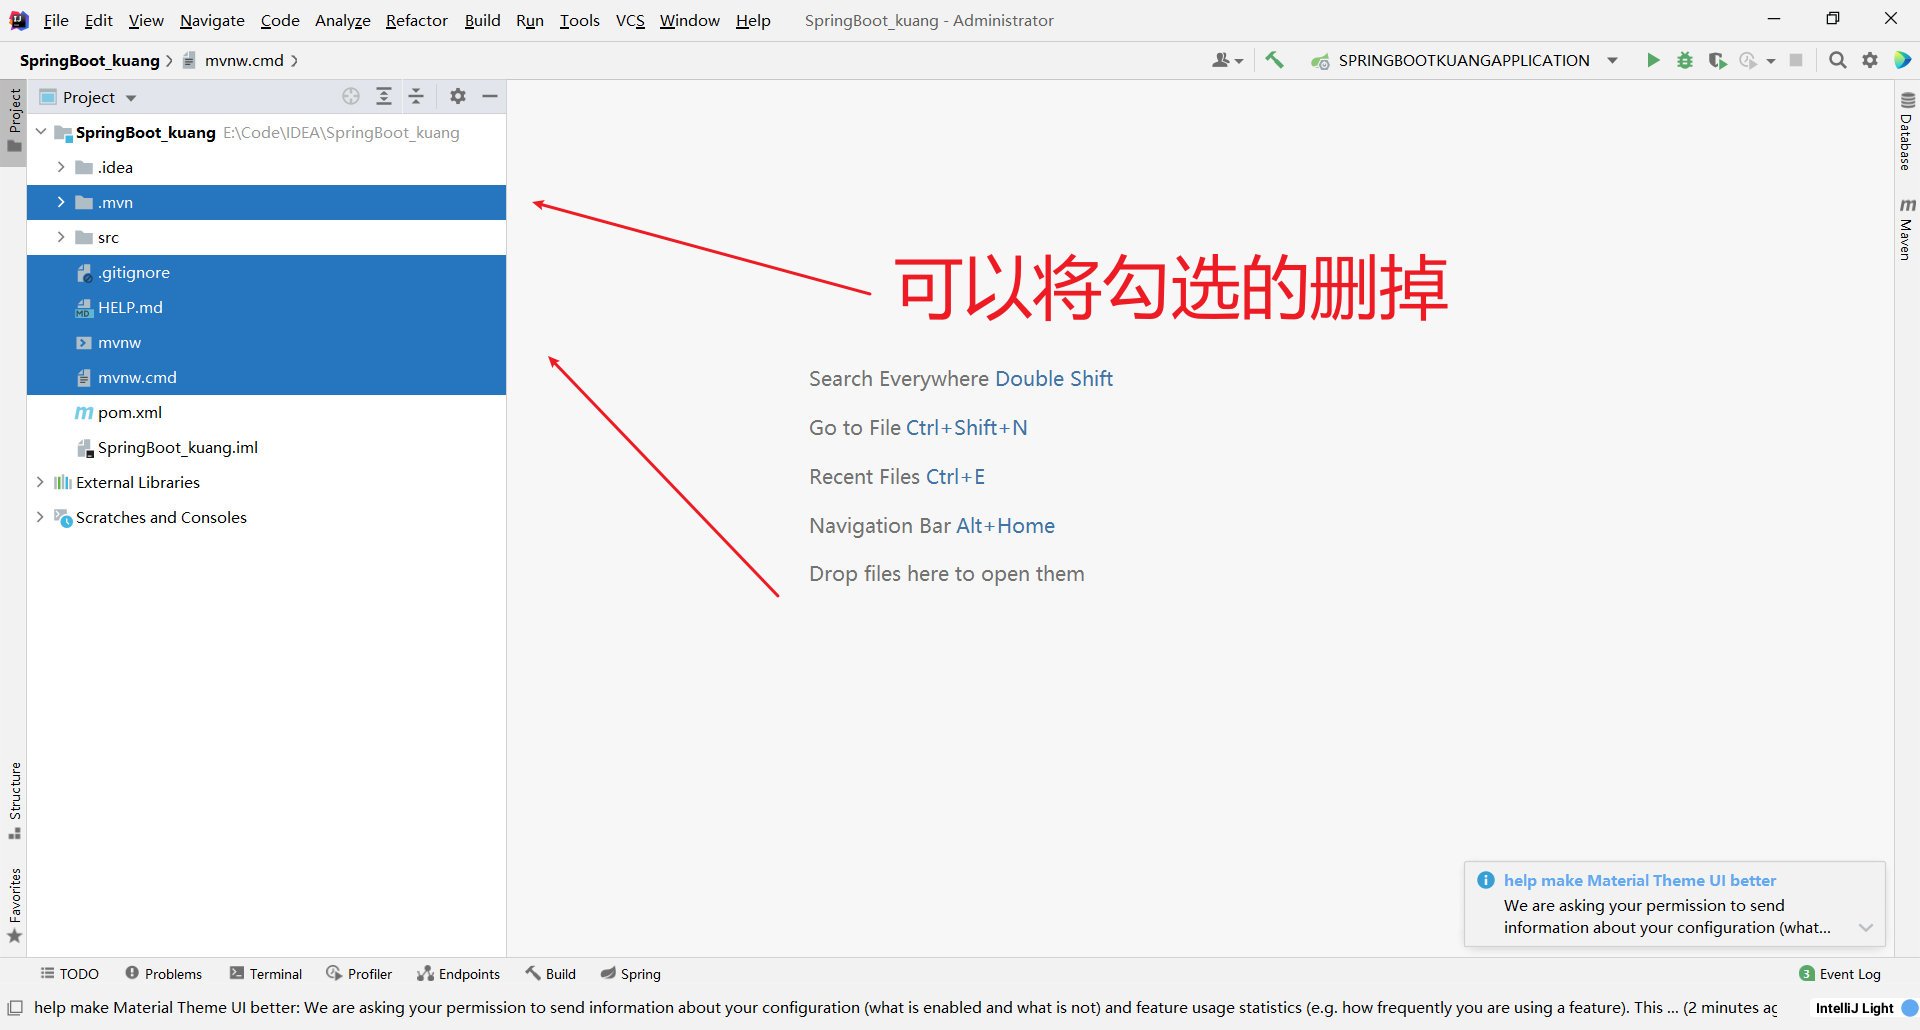 File Edit View Navigate Code Analyze Refactor Build Run Tools VCS Window Help SpringBoot_kuang - Administrator
SpringBoot_kuang mvnw.cmd SPRINGBOOTKUANGAPPLICATION
Project
Project
SpringBoot_kuang E:\Code\IDEA\SpringBoot_kuang
.idea
.mvn
src
.gitignore
MD HELP.md
mvnw
mvnw.cmd
m pom.xml
SpringBoot_kuang.iml
External Libraries
Scratches and Consoles
Structure
Favorites
可以将勾选的删掉
Search Everywhere Double Shift
Go to File Ctrl+Shift+N
Recent Files Ctrl+E
Navigation Bar Alt+Home
Drop files here to open them
Database
m Maven
help make Material Theme UI better
We are asking your permission to send
information about your configuration (what...
TODO Problems Terminal Profiler Endpoints Build Spring 3 Event Log
help make Material Theme UI better: We are asking your permission to send information about your configuration (what is enabled and what is not) and feature usage statistics (e.g. how frequently you are using a feature). This ... (2 minutes ag IntelliJ Light